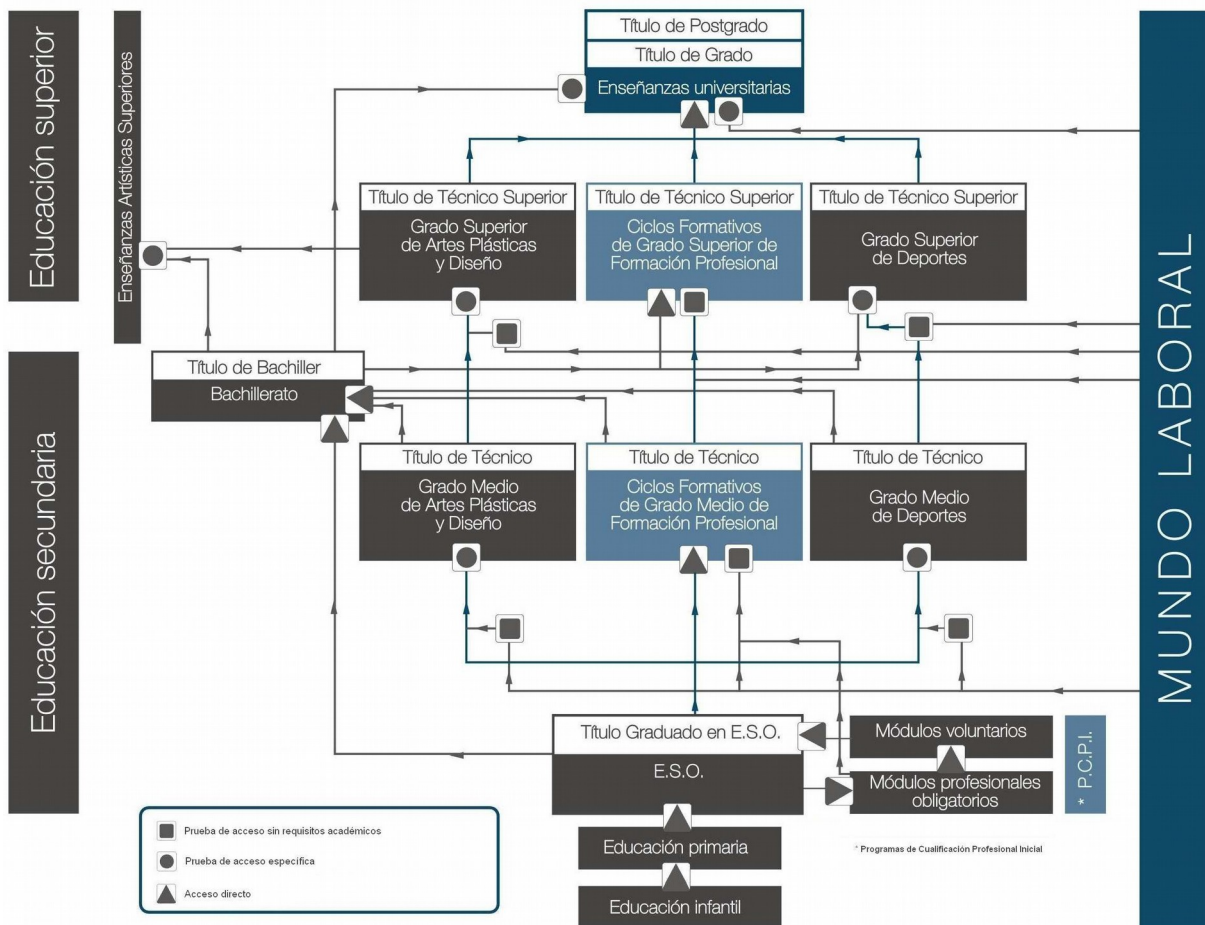 Educación superior
Enseñanzas Artísticas Superiores
Título de Postgrado
Título de Grado
Enseñanzas universitarias
Título de Técnico Superior
Grado Superior
de Artes Plásticas
y Diseño
Título de Técnico Superior
Ciclos Formativos
de Grado Superior de
Formación Profesional
Título de Técnico Superior
Grado Superior
de Deportes
MUNDO LABORAL
Educación secundaria
Título de Bachiller
Bachillerato
Título de Técnico
Grado Medio
de Artes Plásticas
y Diseño
Título de Técnico
Ciclos Formativos
de Grado Medio de
Formación Profesional
Título de Técnico
Grado Medio
de Deportes
Título Graduado en E.S.O.
E.S.O.
Módulos voluntarios
Módulos profesionales
obligatorios
* P.C.P.I.
Educación primaria
Educación infantil
* Programas de Cualificación Profesional Inicial
Prueba de acceso sin requisitos académicos
Prueba de acceso específica
Acceso directo